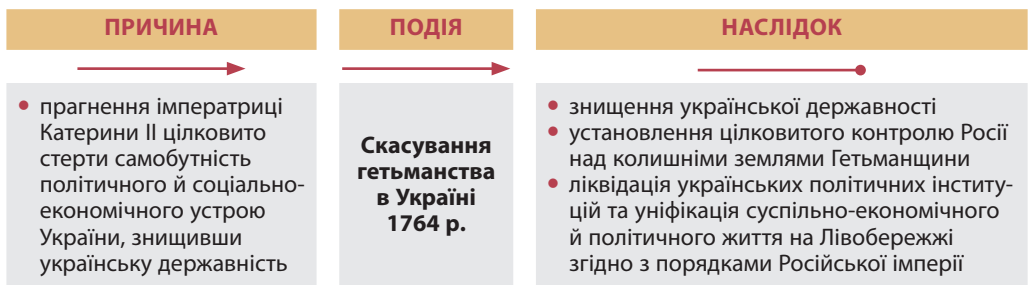 ПРИЧИНА
прагнення імператриці
Катерини ІІ цілковито
стерти самобутність
політичного й соціально-
економічного устрою
України, знищивши
українську державність
ПОДІЯ
Скасування
гетьманства
в Україні
1764 р.
НАСЛІДОК
знищення української державності
установлення цілковитого контролю Росії
над колишніми землями Гетьманщини
ліквідація українських політичних інститу-
цій та уніфікація суспільно-економічного
й політичного життя на Лівобережжі
згідно з порядками Російської імперії